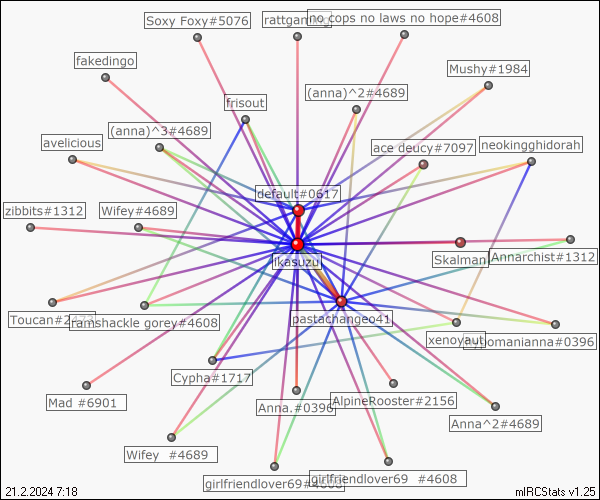 Soxy Foxy#5076
rattgaming
no cops no laws no hope#4608
fakedingo
Mushy#1984
frisout
(anna)^2#4689
(anna)^3#4689
ace deucy#7097
neokingghidorah
avelicious
default#0617
zibbits#1312
Wifey#4689
ikasuzu
Skalman
Annarchist#1312
Toucan#2
ramshackle gorey#4608
pastachangeo41
xenoyaut
omanianna#0396
Cypha#1717
Mad #6901
Anna.#0396
AlpineRooster#2156
Anna^2#4689
Wifey #4689
girlfriendlover69#4608
girlfriendlover69 #4608
21.2.2024 7:18
mIRCStats v1.25